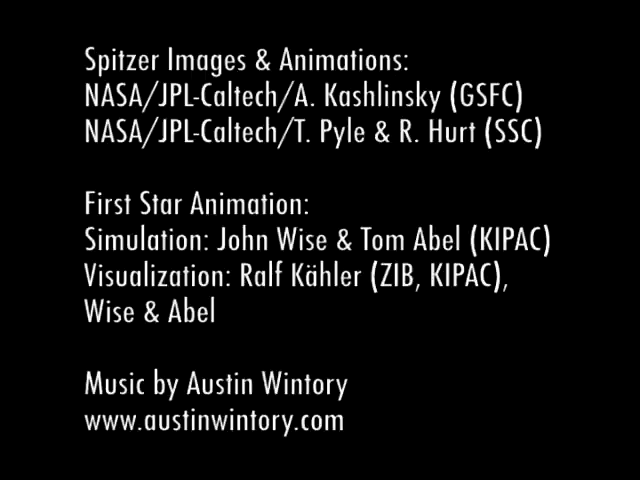 Spitzer Images & Animations:
NASA/JPL-Caltech/A. Kashlinsky (GSFC)
NASA/JPL-Caltech/T. Pyle & R. Hurt (SSC)
First Star Animation:
Simulation: John Wise & Tom Abel (KIPAC)
Visualization: Ralf Kähler (ZIB, KIPAC),
Wise & Abel
Music by Austin Wintory
www.austinwintory.com